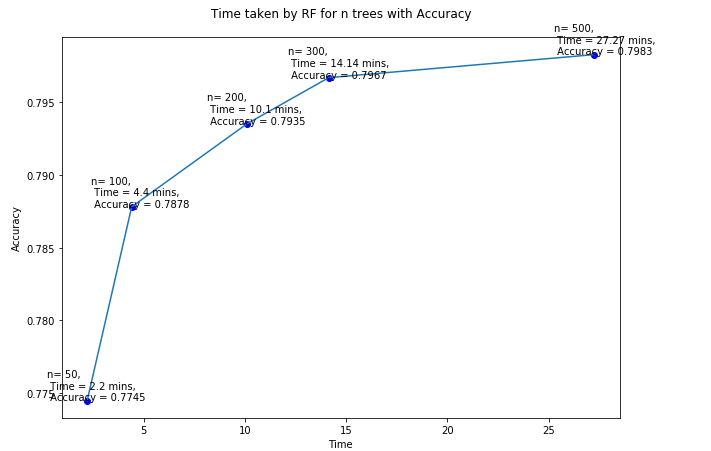 Time taken by RF for n trees with Accuracy
n= 500,
Time = 27.27 mins,
Accuracy = 0.7983
n= 300,
Time = 14.14 mins,
Accuracy = 0.7967
n= 200,
Time = 10.1 mins,
Accuracy = 0.7935
n= 100,
Time = 4.4 mins,
Accuracy = 0.7878
n= 50,
Time = 2.2 mins,
Accuracy = 0.7745
0.795
0.790
0.785
0.780
0.775
Accuracy
5
10
15
20
25
Time